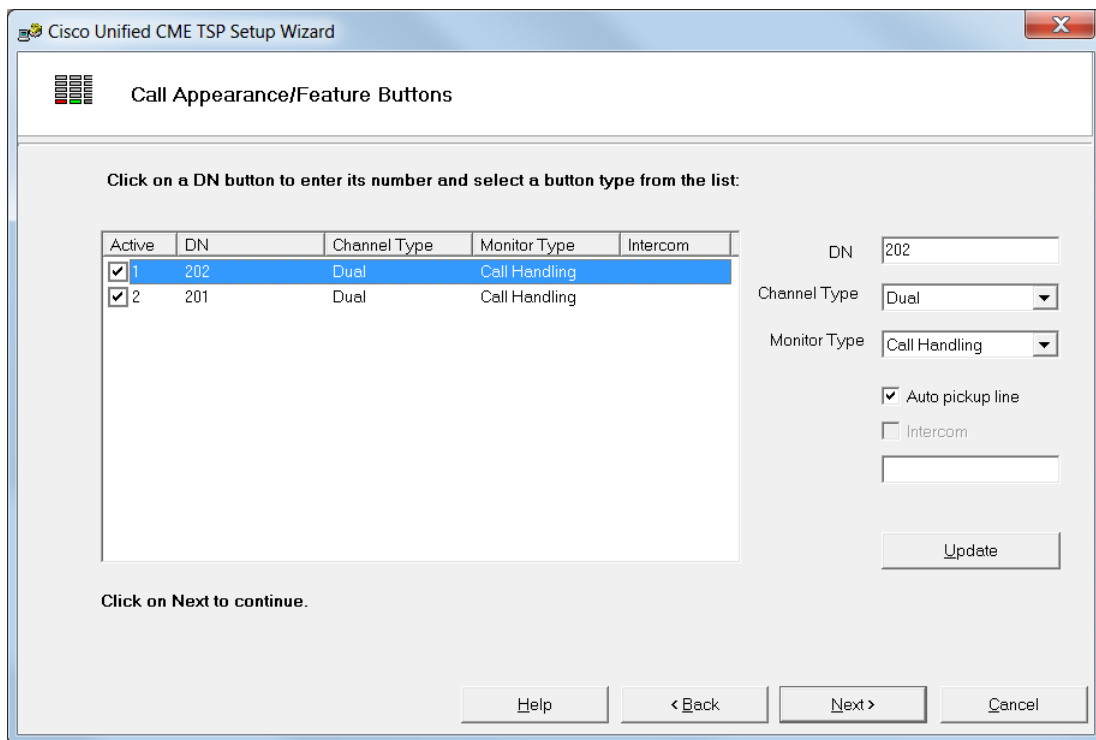 Cisco Unified CME TSP Setup Wizard
X
Call Appearance/Feature Buttons
Click on a DN button to enter its number and select a button type from the list:
Active DN Channel Type Monitor Type Intercom
1 202 Dual Call Handling
2 201 Dual Call Handling
DN 202
Channel Type Dual
Monitor Type Call Handling
Auto pickup line
Intercom
Update
Click on Next to continue.
Help < Back Next > Cancel